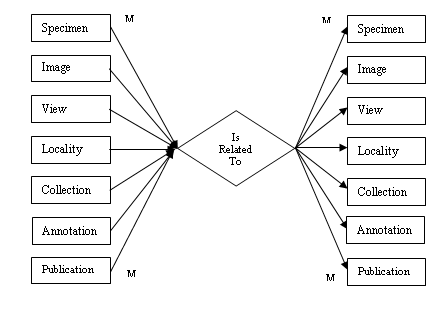 M
Specimen
Image
View
Locality
Collection
Annotation
Publication
M
Is
Related
To
M
Specimen
Image
View
Locality
Collection
Annotation
Publication
M